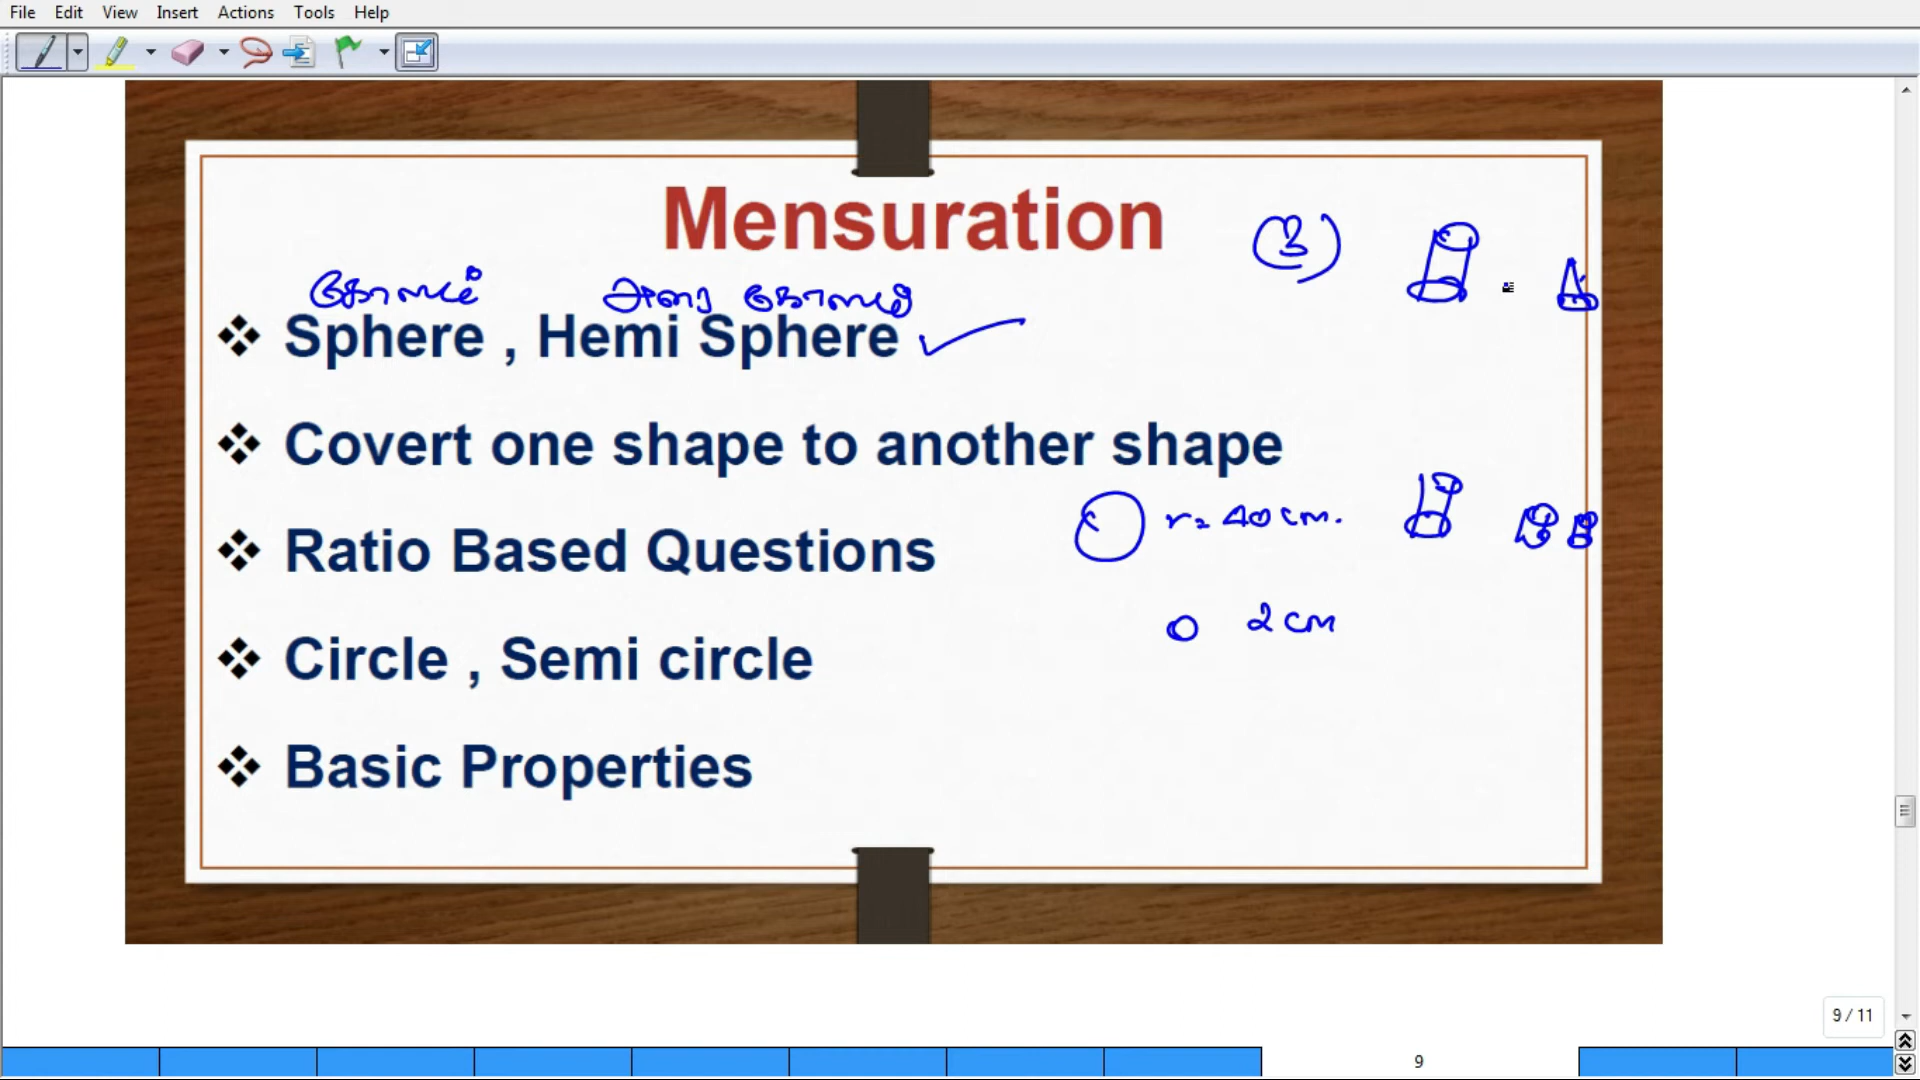 File Edit View Insert Actions Tools Help
Mensuration
(3)
கோளம் அரை கோளம்
Sphere , Hemi Sphere
Covert one shape to another shape
r = 40 cm.
Ratio Based Questions
2 cm
Circle , Semi circle
Basic Properties
9 / 11
9